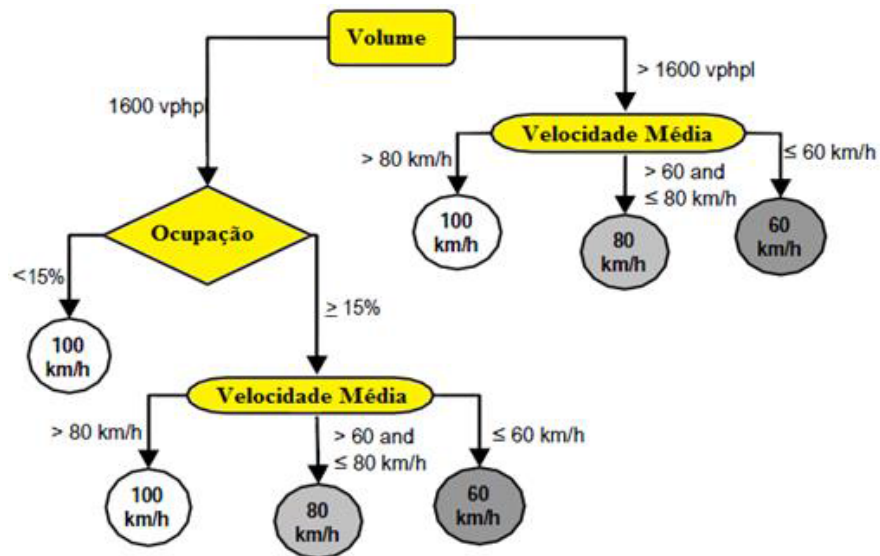 Volume
1600 vphp
> 1600 vphpl
Velocidade Média
> 80 km/h
> 60 and
≤ 80 km/h
≤ 60 km/h
100
km/h
80
km/h
60
km/h
Ocupação
<15%
≥ 15%
100
km/h
Velocidade Média
> 80 km/h
> 60 and
≤ 80 km/h
≤ 60 km/h
100
km/h
80
km/h
60
km/h